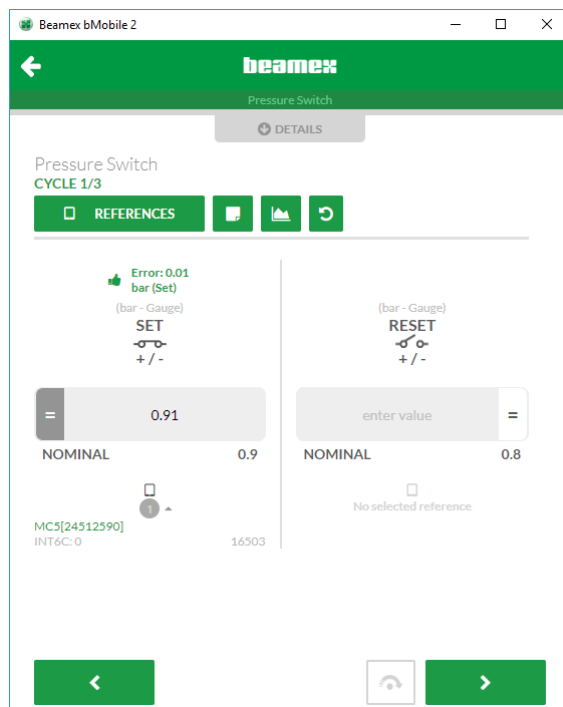 Beamex bMobile 2
beamex
Pressure Switch
DETAILS
Pressure Switch
CYCLE 1/3
REFERENCES
Error: 0.01
bar (Set)
(bar - Gauge)
SET
+ / -
= 0.91
NOMINAL 0.9
1
MC5[24512590]
INT6C: 0 16503
(bar - Gauge)
RESET
+ / -
enter value =
NOMINAL 0.8
No selected reference